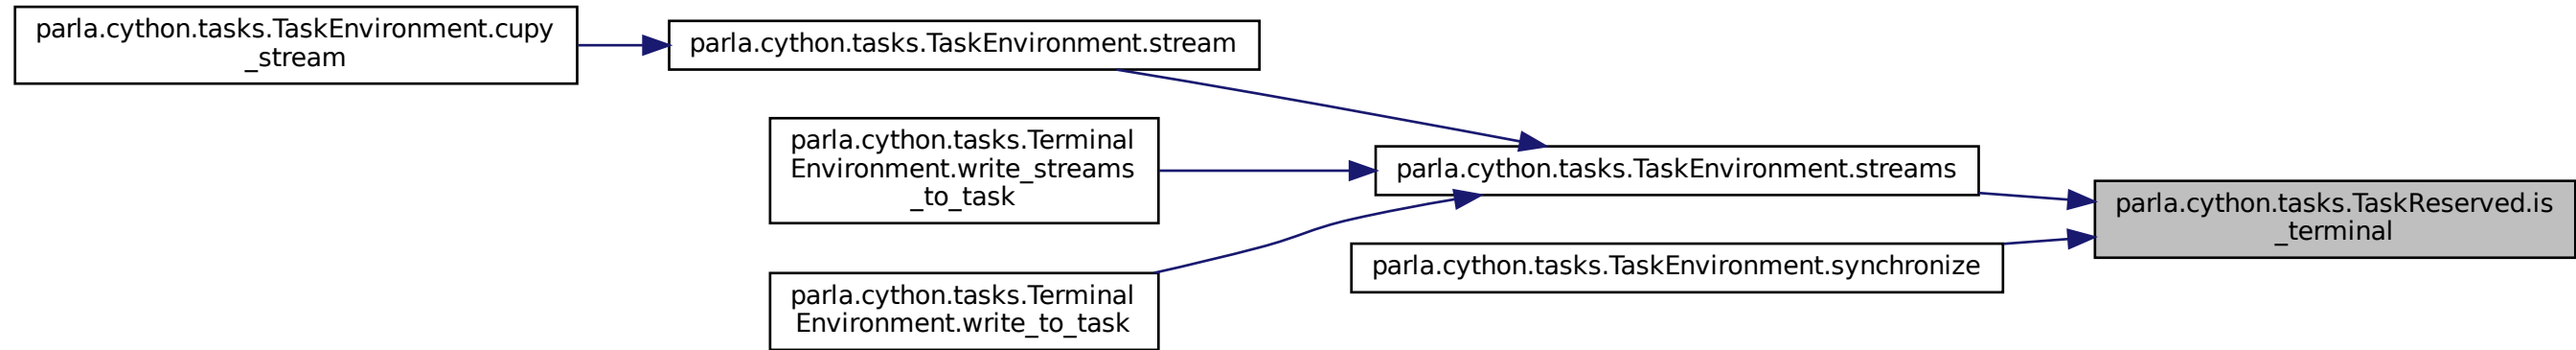 parla.cython.tasks.TaskEnvironment.cupy
_stream
parla.cython.tasks.TaskEnvironment.stream
parla.cython.tasks.Terminal
Environment.write_streams
_to_task
parla.cython.tasks.Terminal
Environment.write_to_task
parla.cython.tasks.TaskEnvironment.streams
parla.cython.tasks.TaskEnvironment.synchronize
parla.cython.tasks.TaskReserved.is
_terminal